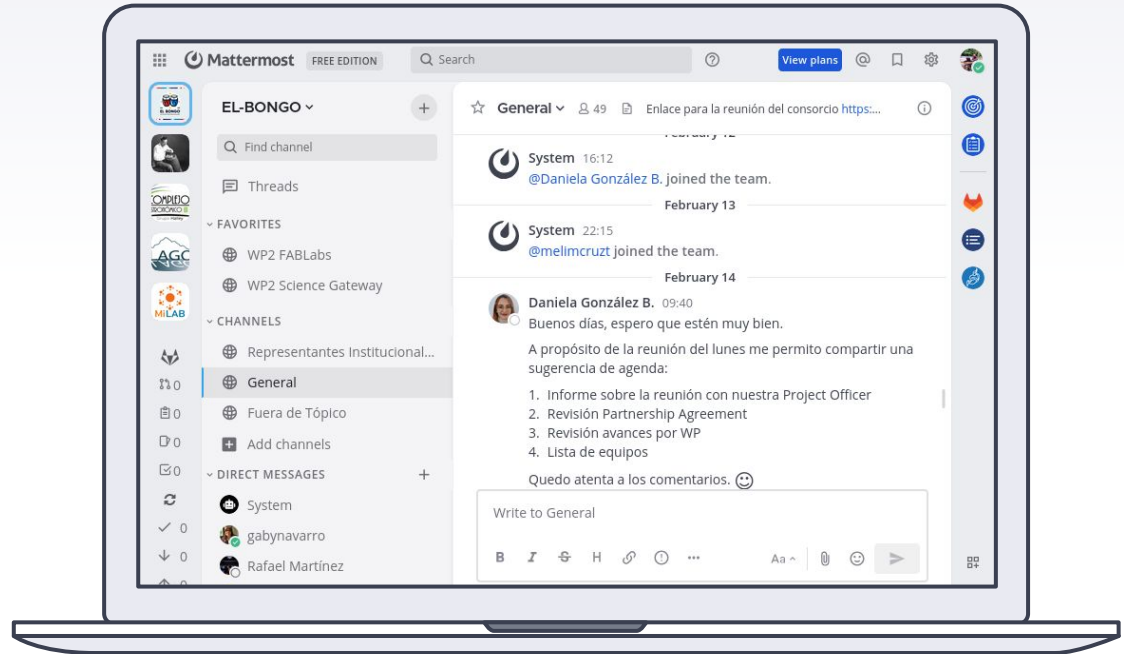 Mattermost FREE EDITION Search View plans
EL-BONGO
General 49 Enlace para la reunión del consorcio https:...
Find channel
Threads
FAVORITES
WP2 FABLabs
WP2 Science Gateway
CHANNELS
Representantes Institucional...
General
Fuera de Tópico
Add channels
DIRECT MESSAGES
System
gabynavarro
Rafael Martínez
AGC
MiLAB
0
0
0
0
0
0
February 12
System 16:12
@Daniela González B. joined the team.
February 13
System 22:15
@melimcruzt joined the team.
February 14
Daniela González B. 09:40
Buenos días, espero que estén muy bien.
A propósito de la reunión del lunes me permito compartir una
sugerencia de agenda:
1. Informe sobre la reunión con nuestra Project Officer
2. Revisión Partnership Agreement
3. Revisión avances por WP
4. Lista de equipos
Quedo atenta a los comentarios.
Write to General
B I S H Aa